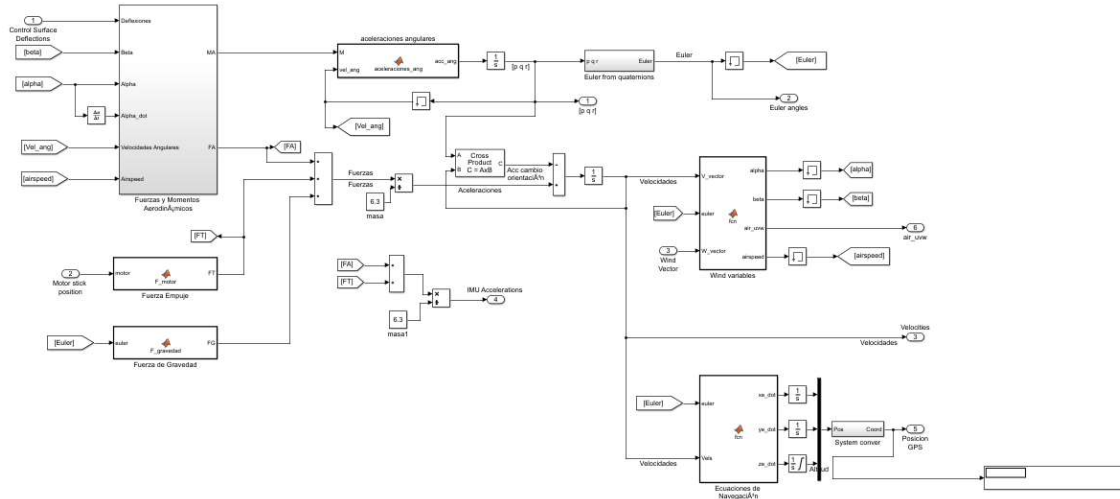 1
Control Surface
Deflections
[beta]
[alpha]
Δu
Δt
[Vel_ang]
[airspeed]
Deflexiones
Beta
Alpha
Alpha_dot
Velocidades Angulares
Airspeed
MA
FA
Fuerzas y Momentos
AerodinÃ¡micos
[FA]
aceleraciones angulares
M
vel_ang
aceleraciones_ang
acc_ang
1
s
[p q r]
p q r
Euler
Euler from quaternions
Euler
[Euler]
2
Euler angles
1
[p q r]
[Vel_ang]
Fuerzas
Fuerzas
6.3
masa
A
B
Cross
Product
C = AxB
C
Acc cambio
orientaciÃ³n
Aceleraciones
1
s
Velocidades
[Euler]
3
Wind
Vector
V_vector
euler
W_vector
fcn
alpha
beta
air_uvw
airspeed
Wind variables
[alpha]
[beta]
6
air_uvw
[airspeed]
[FT]
2
Motor stick
position
motor
F_motor
FT
Fuerza Empuje
[FA]
[FT]
6.3
masa1
IMU Accelerations
4
[Euler]
euler
F_gravedad
FG
Fuerza de Gravedad
Velocities
3
Velocidades
[Euler]
Velocidades
euler
Vels
fcn
xe_dot
ye_dot
ze_dot
Ecuaciones de
NavegaciÃ³n
1
s
1
s
1
s
Pos
Coord
System conver
5
Posicion
GPS